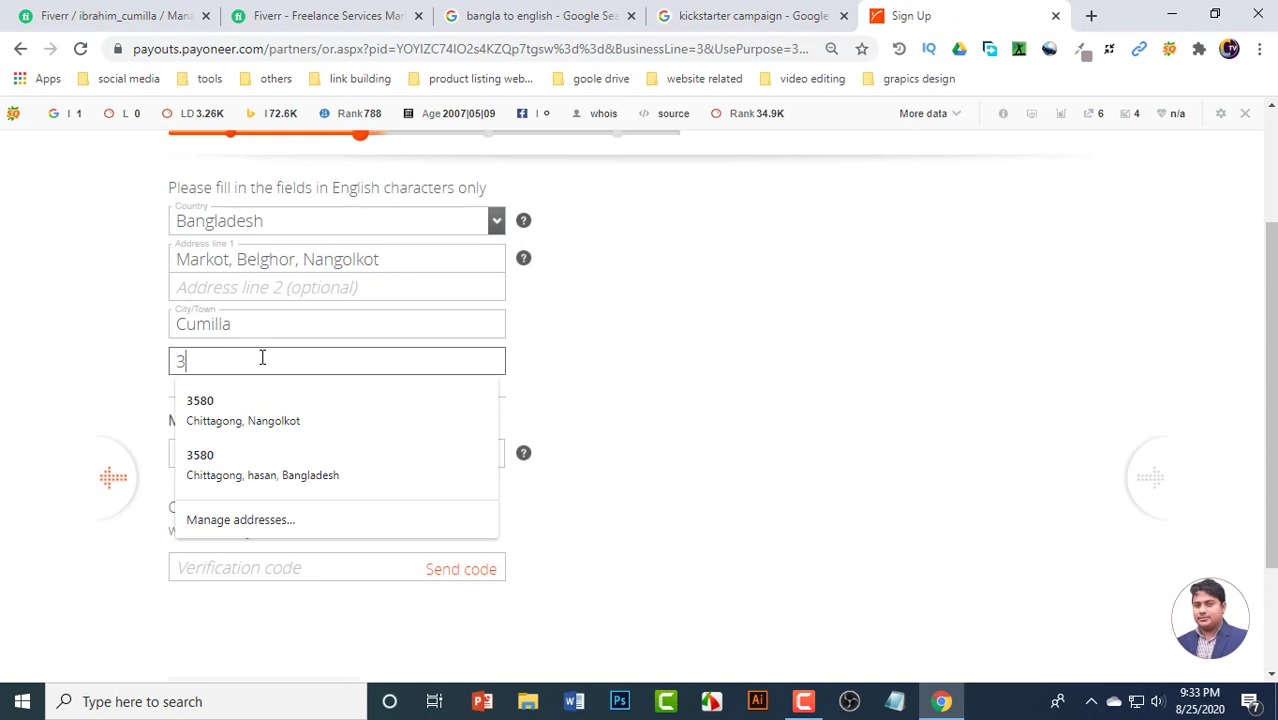 Fiverr / ibrahim_cumilla / Mana
Fiverr - Freelance Services Mar
bangla to english - Google Sea
kickstarter campaign - Google
Sign Up
payouts.payoneer.com/partners/or.aspx?pid=YOYIZC74IO2s4KZQp7tgsw%3d%3d&BusinessLine=3&UsePurpose=3...
Apps
social media
tools
others
link building
product listing web...
goole drive
website related
video editing
grapics design
I 1
L 0
LD 3.26K
I 72.6K
Rank 788
Age 2007|05|09
whois
source
Rank 34.9K
More data
6
4
n/a
Please fill in the fields in English characters only
Country
Bangladesh
Address line 1
Markot, Belghor, Nangolkot
Address line 2 (optional)
City/Town
Cumilla
3
3580
Chittagong, Nangolkot
3580
Chittagong, hasan, Bangladesh
Manage addresses...
Verification code
Send code
Type here to search
9:33 PM
8/25/2020